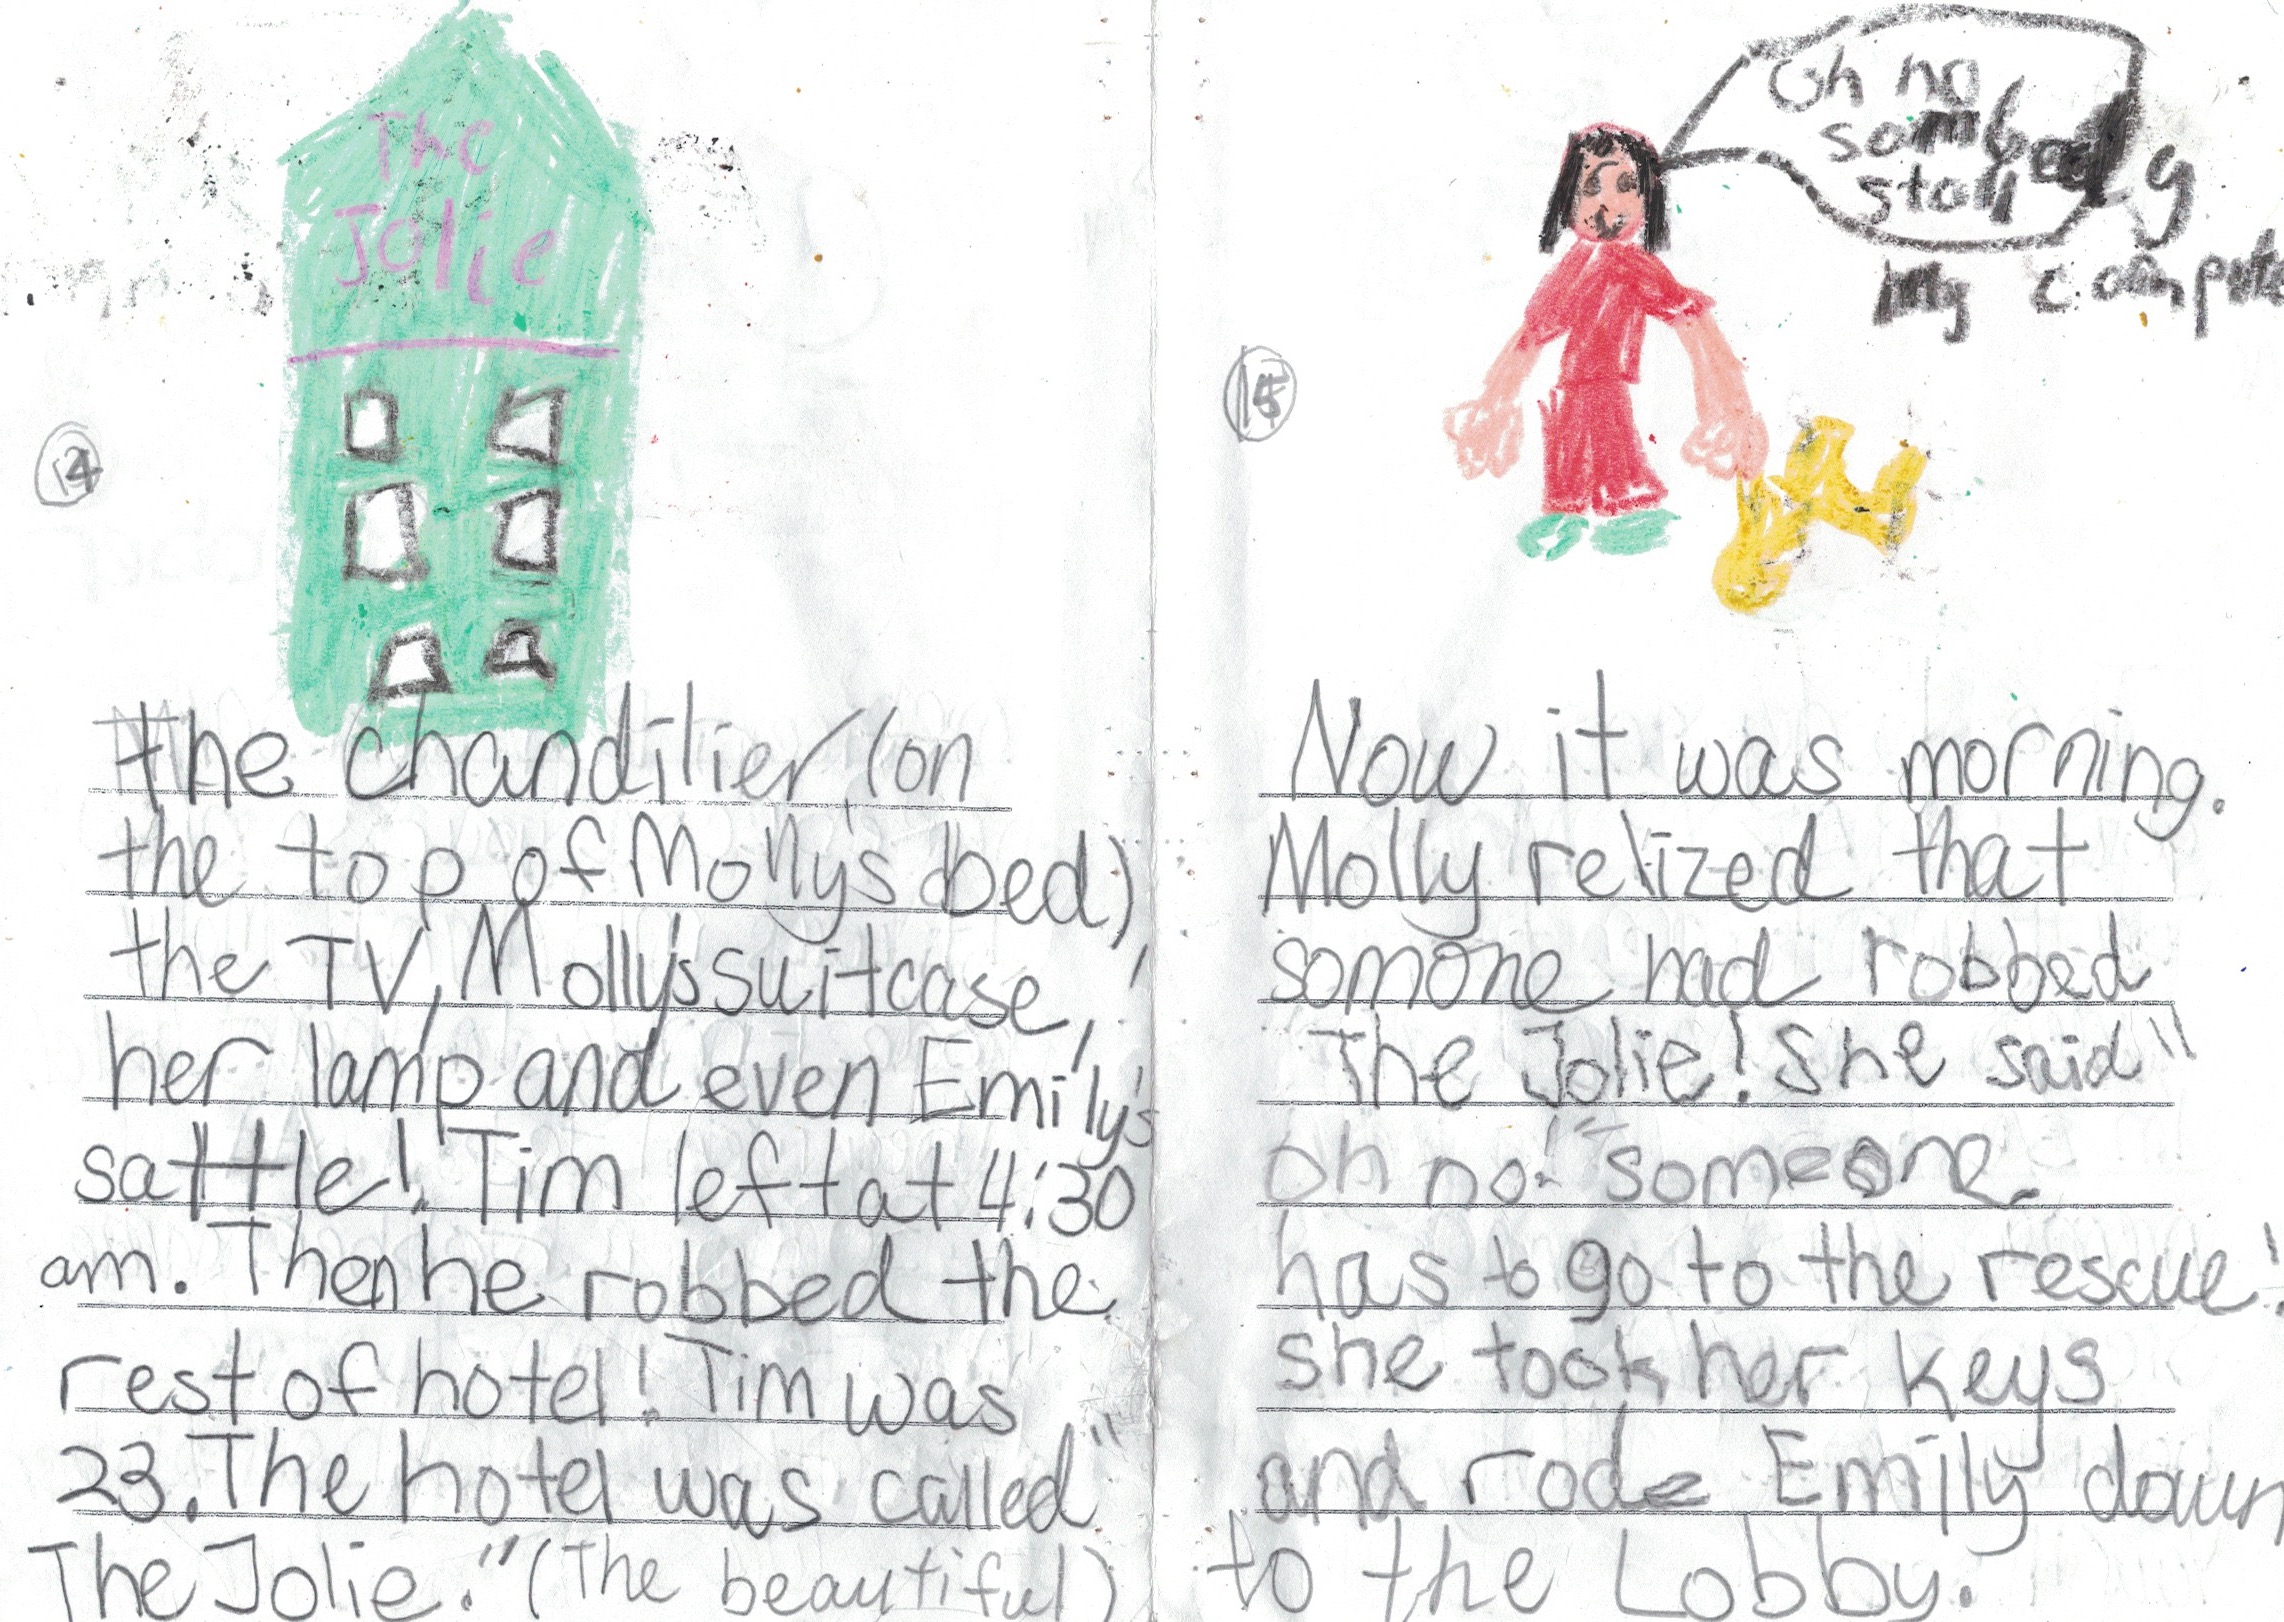 The
Jolie
14
the chandilier (on
the top of Molly's bed),
the TV, Molly's suitcase,
her lamp and even Emily's
sattle! Tim left at 4:30
am. Then he robbed the
rest of hotel! Tim was
23. The hotel was called "
The Jolie." (The beautiful)
Oh no
sombody
stoll
my compute
15
Now it was morning.
Molly relized that
somone had robbed
The Jolie! She said "
oh no." Someone
has to go to the rescue!
she took her keys
and rode Emily down
to the Lobby.